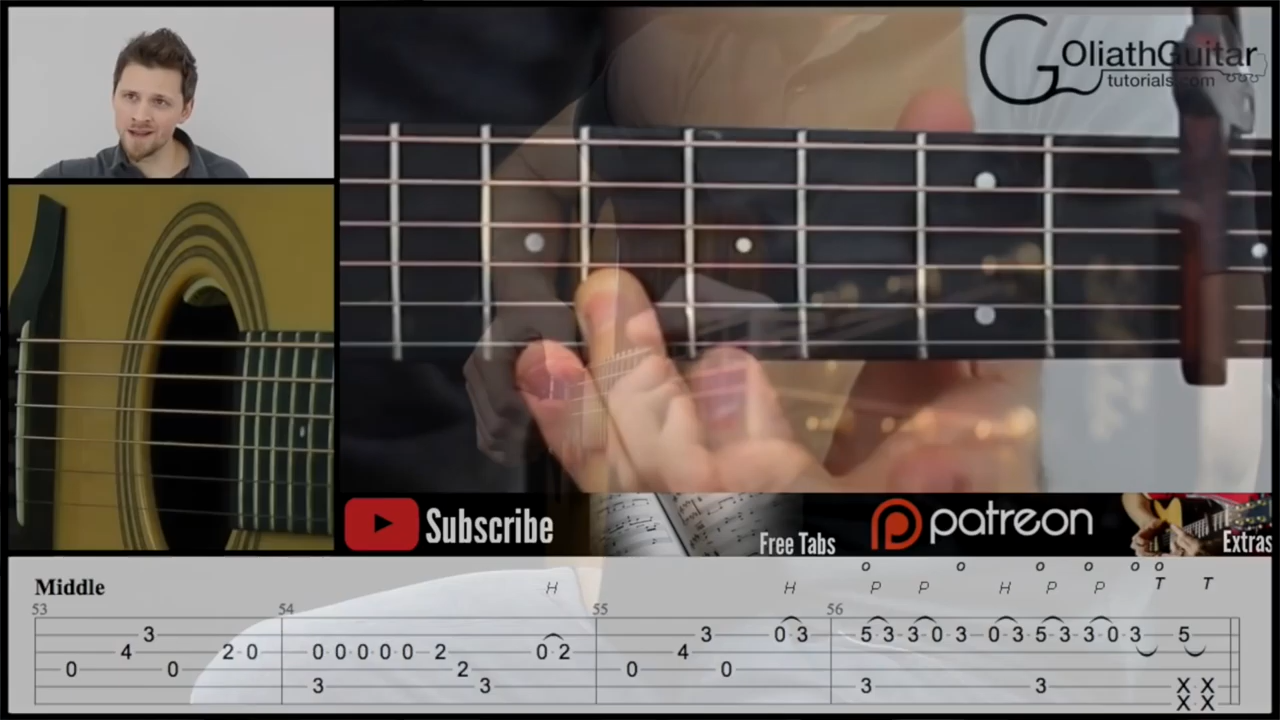 GOliathGuitar
tutorials.com
Subscribe
Free Tabs
patreon
Extras
Middle
o o o o o o
H H P P H P P T T
53 54 55 56
3 3 0 3 5 3 3 0 3 0 3 5 3 3 0 3 5
4 2 0 0 0 0 0 0 2 0 2 4
0 0 2 0 0
3 3 3 3 X X
X X